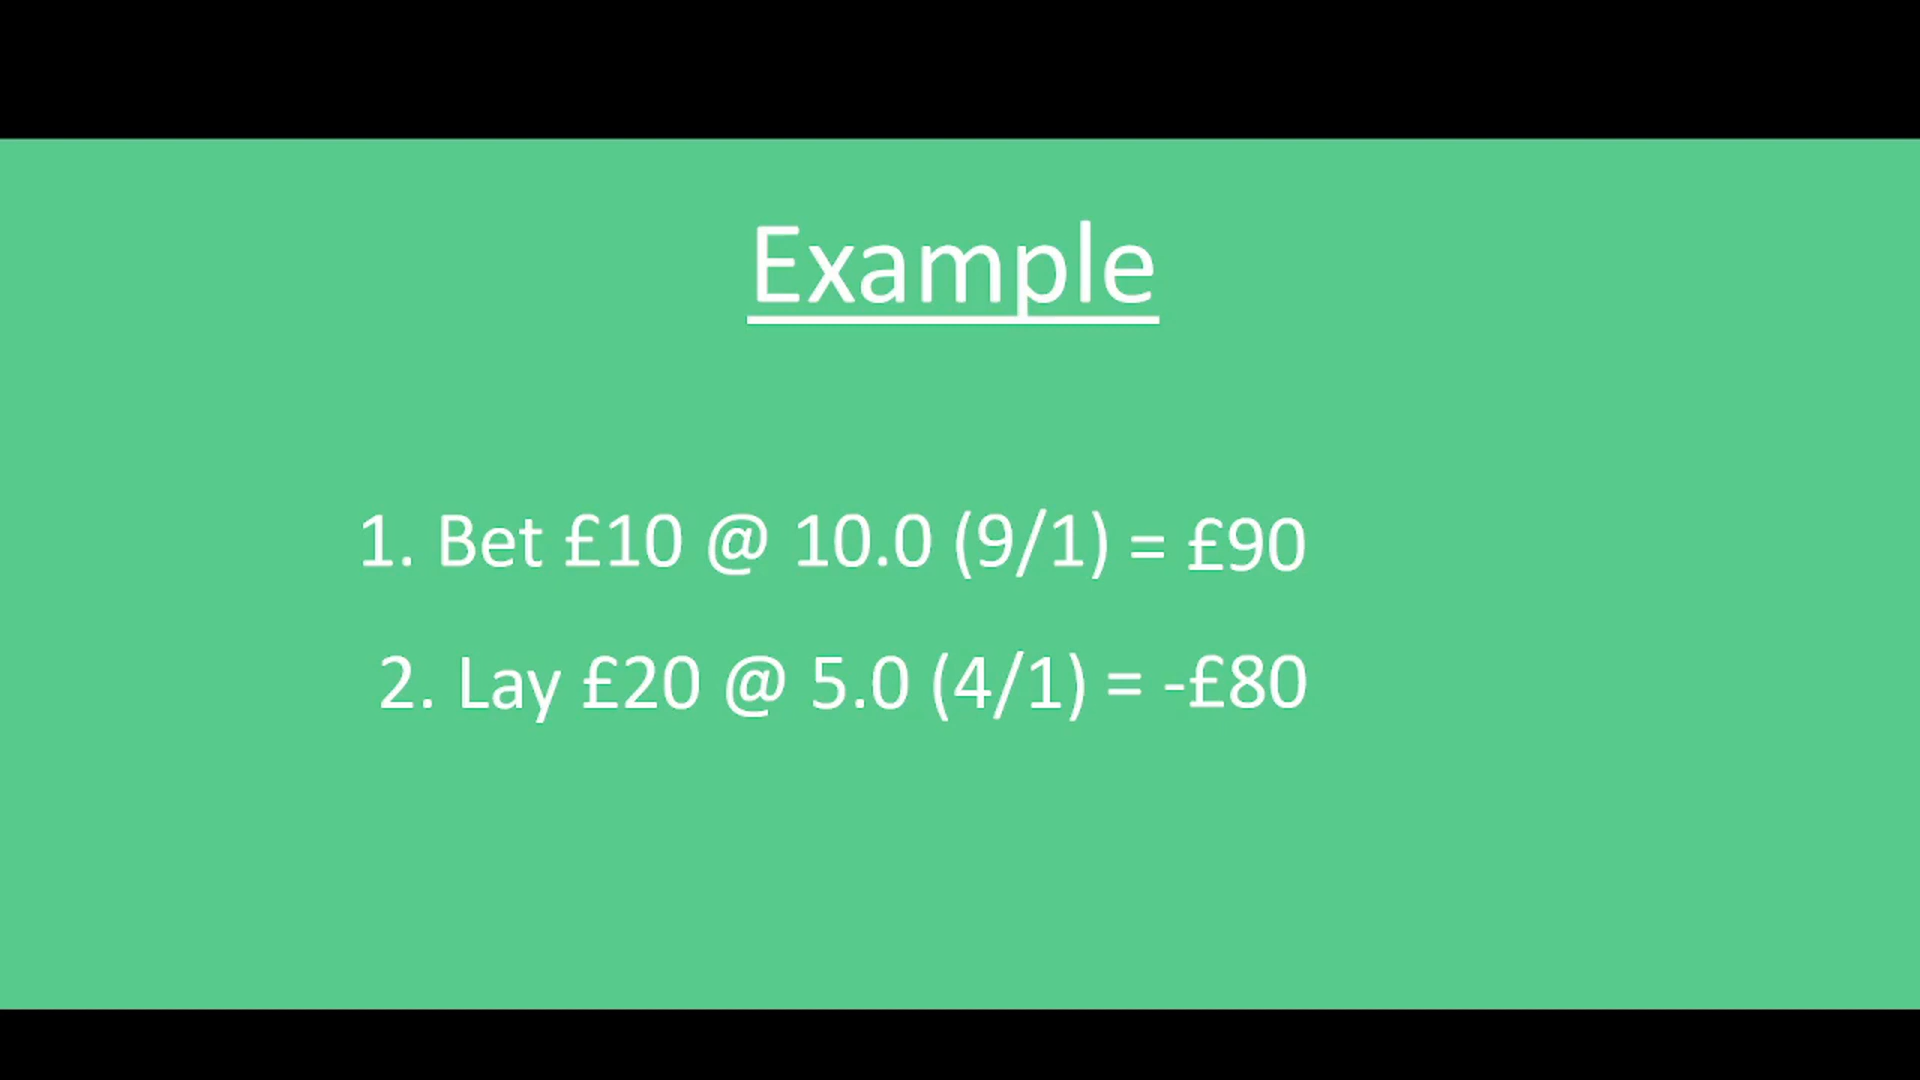 Example
1. Bet £10 @ 10.0 (9/1) = £90
2. Lay £20 @ 5.0 (4/1) = -£80